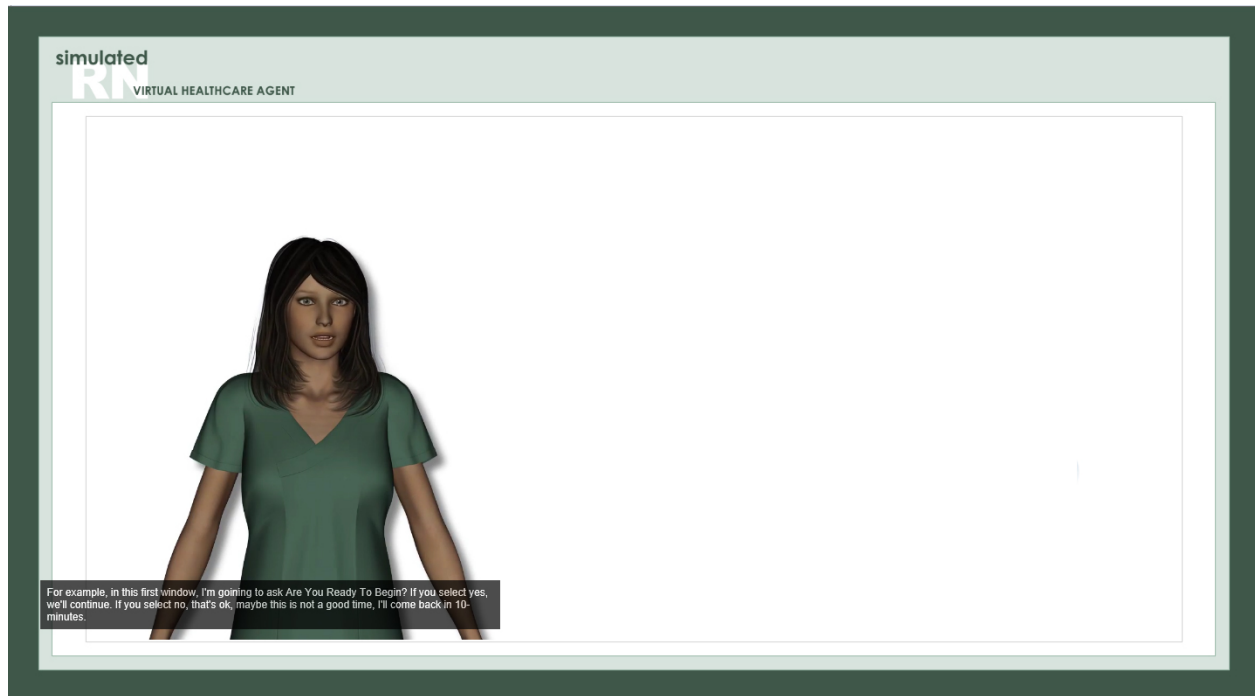 simulated
RN
VIRTUAL HEALTHCARE AGENT
For example, in this first window, I'm goining to ask Are You Ready To Begin? If you select yes,
we'll continue. If you select no, that's ok, maybe this is not a good time, I'll come back in 10-
minutes.